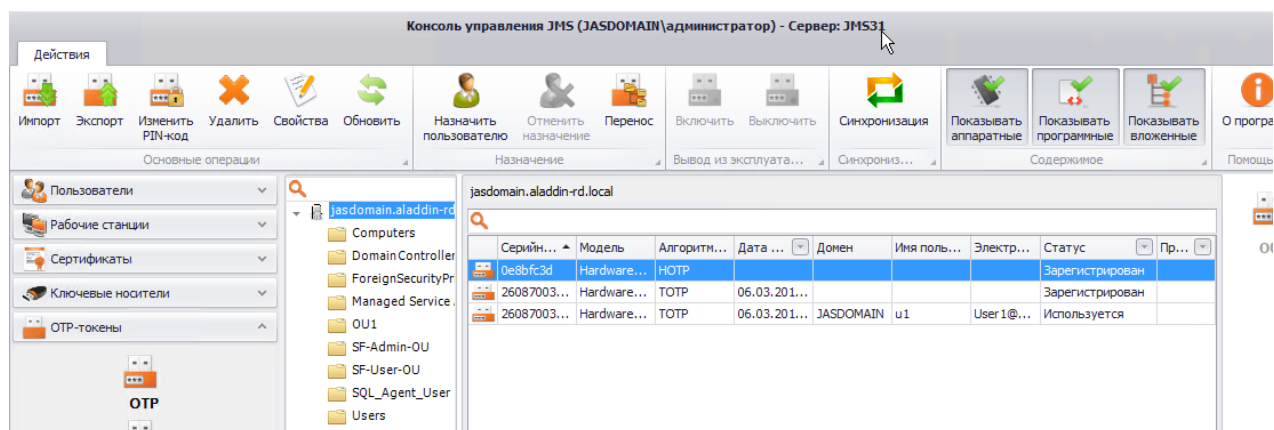 Консоль управления JMS (JASDOMAIN\администратор) - Сервер: JMS31
Действия
Импорт Экспорт Изменить PIN-код Удалить Свойства Обновить Назначить пользователю Отменить назначение Перенос Включить Выключить Синхронизация Показывать аппаратные Показывать программные Показывать вложенные О програ
Основные операции Назначение Вывод из эксплуата... Синхрониз... Содержимое Помощь
Пользователи
Рабочие станции
Сертификаты
Ключевые носители
OTP-токены
OTP
jasdomain.aladdin-rd
Computers
Domain Controller
ForeignSecurityPr
Managed Service
OU1
SF-Admin-OU
SF-User-OU
SQL_Agent_User
Users
jasdomain.aladdin-rd.local
Серийн... Модель Алгоритм... Дата ... Домен Имя поль... Электр... Статус Пр...
0e8bfc3d Hardware... HOTP Зарегистрирован
26087003... Hardware... TOTP 06.03.201... Зарегистрирован
26087003... Hardware... TOTP 06.03.201... JASDOMAIN u1 User1@... Используется